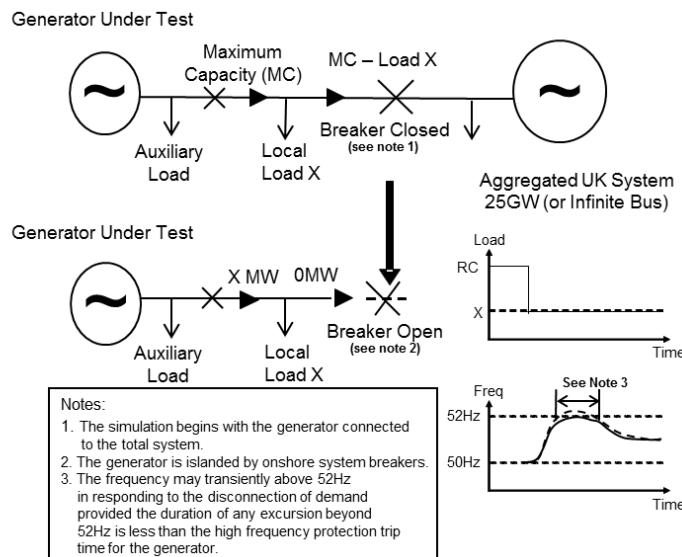 Generator Under Test
Maximum
Capacity (MC)
MC – Load X
~
~
Breaker Closed
(see note 1)
Auxiliary
Load
Local
Load X
Aggregated UK System
25GW (or Infinite Bus)
Generator Under Test
Load
RC
X
Time
X MW
0MW
~
Breaker Open
(see note 2)
Auxiliary
Load
Local
Load X
See Note 3
Freq
52Hz
50Hz
Time
Notes:
1. The simulation begins with the generator connected
to the total system.
2. The generator is islanded by onshore system breakers.
3. The frequency may transiently above 52Hz
in responding to the disconnection of demand
provided the duration of any excursion beyond
52Hz is less than the high frequency protection trip
time for the generator.